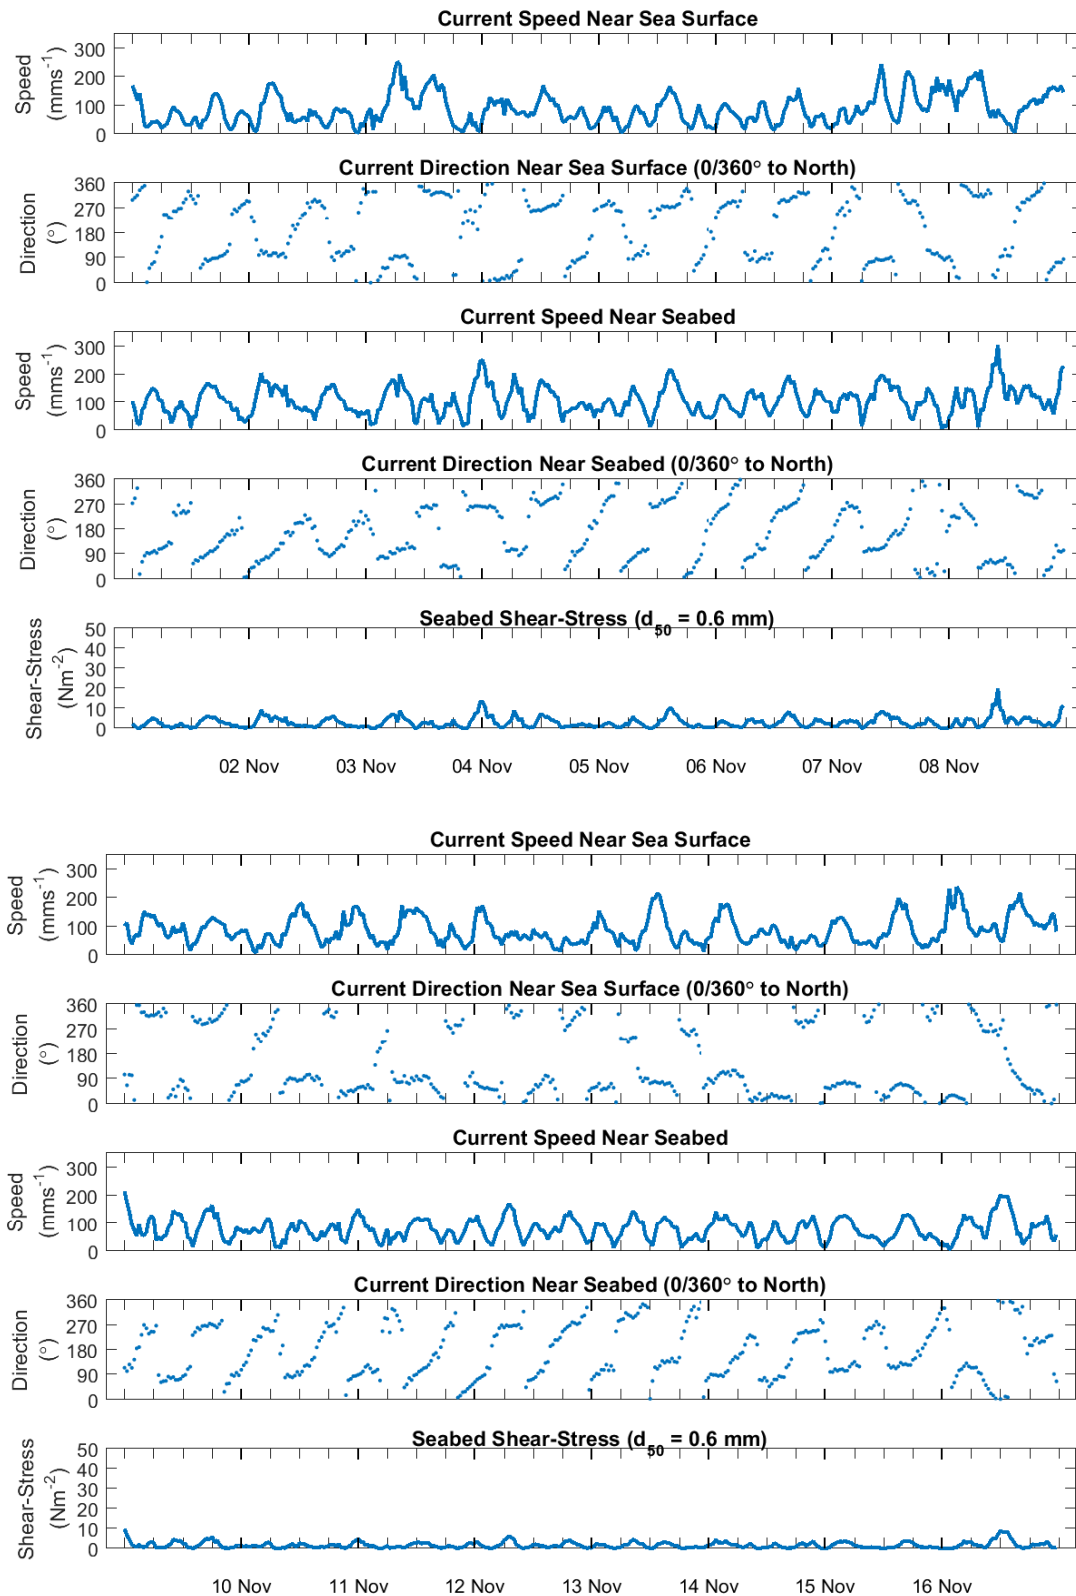 Current Speed Near Sea Surface
Speed
(mms⁻¹)
300
200
100
0
Current Direction Near Sea Surface (0/360° to North)
Direction
(°)
360
270
180
90
0
Current Speed Near Seabed
Speed
(mms⁻¹)
300
200
100
0
Current Direction Near Seabed (0/360° to North)
Direction
(°)
360
270
180
90
0
Seabed Shear-Stress (d₅₀ = 0.6 mm)
Shear-Stress
(Nm⁻²)
50
40
30
20
10
0
02 Nov 03 Nov 04 Nov 05 Nov 06 Nov 07 Nov 08 Nov
Current Speed Near Sea Surface
Speed
(mms⁻¹)
300
200
100
0
Current Direction Near Sea Surface (0/360° to North)
Direction
(°)
360
270
180
90
0
Current Speed Near Seabed
Speed
(mms⁻¹)
300
200
100
0
Current Direction Near Seabed (0/360° to North)
Direction
(°)
360
270
180
90
0
Seabed Shear-Stress (d₅₀ = 0.6 mm)
Shear-Stress
(Nm⁻²)
50
40
30
20
10
0
10 Nov 11 Nov 12 Nov 13 Nov 14 Nov 15 Nov 16 Nov